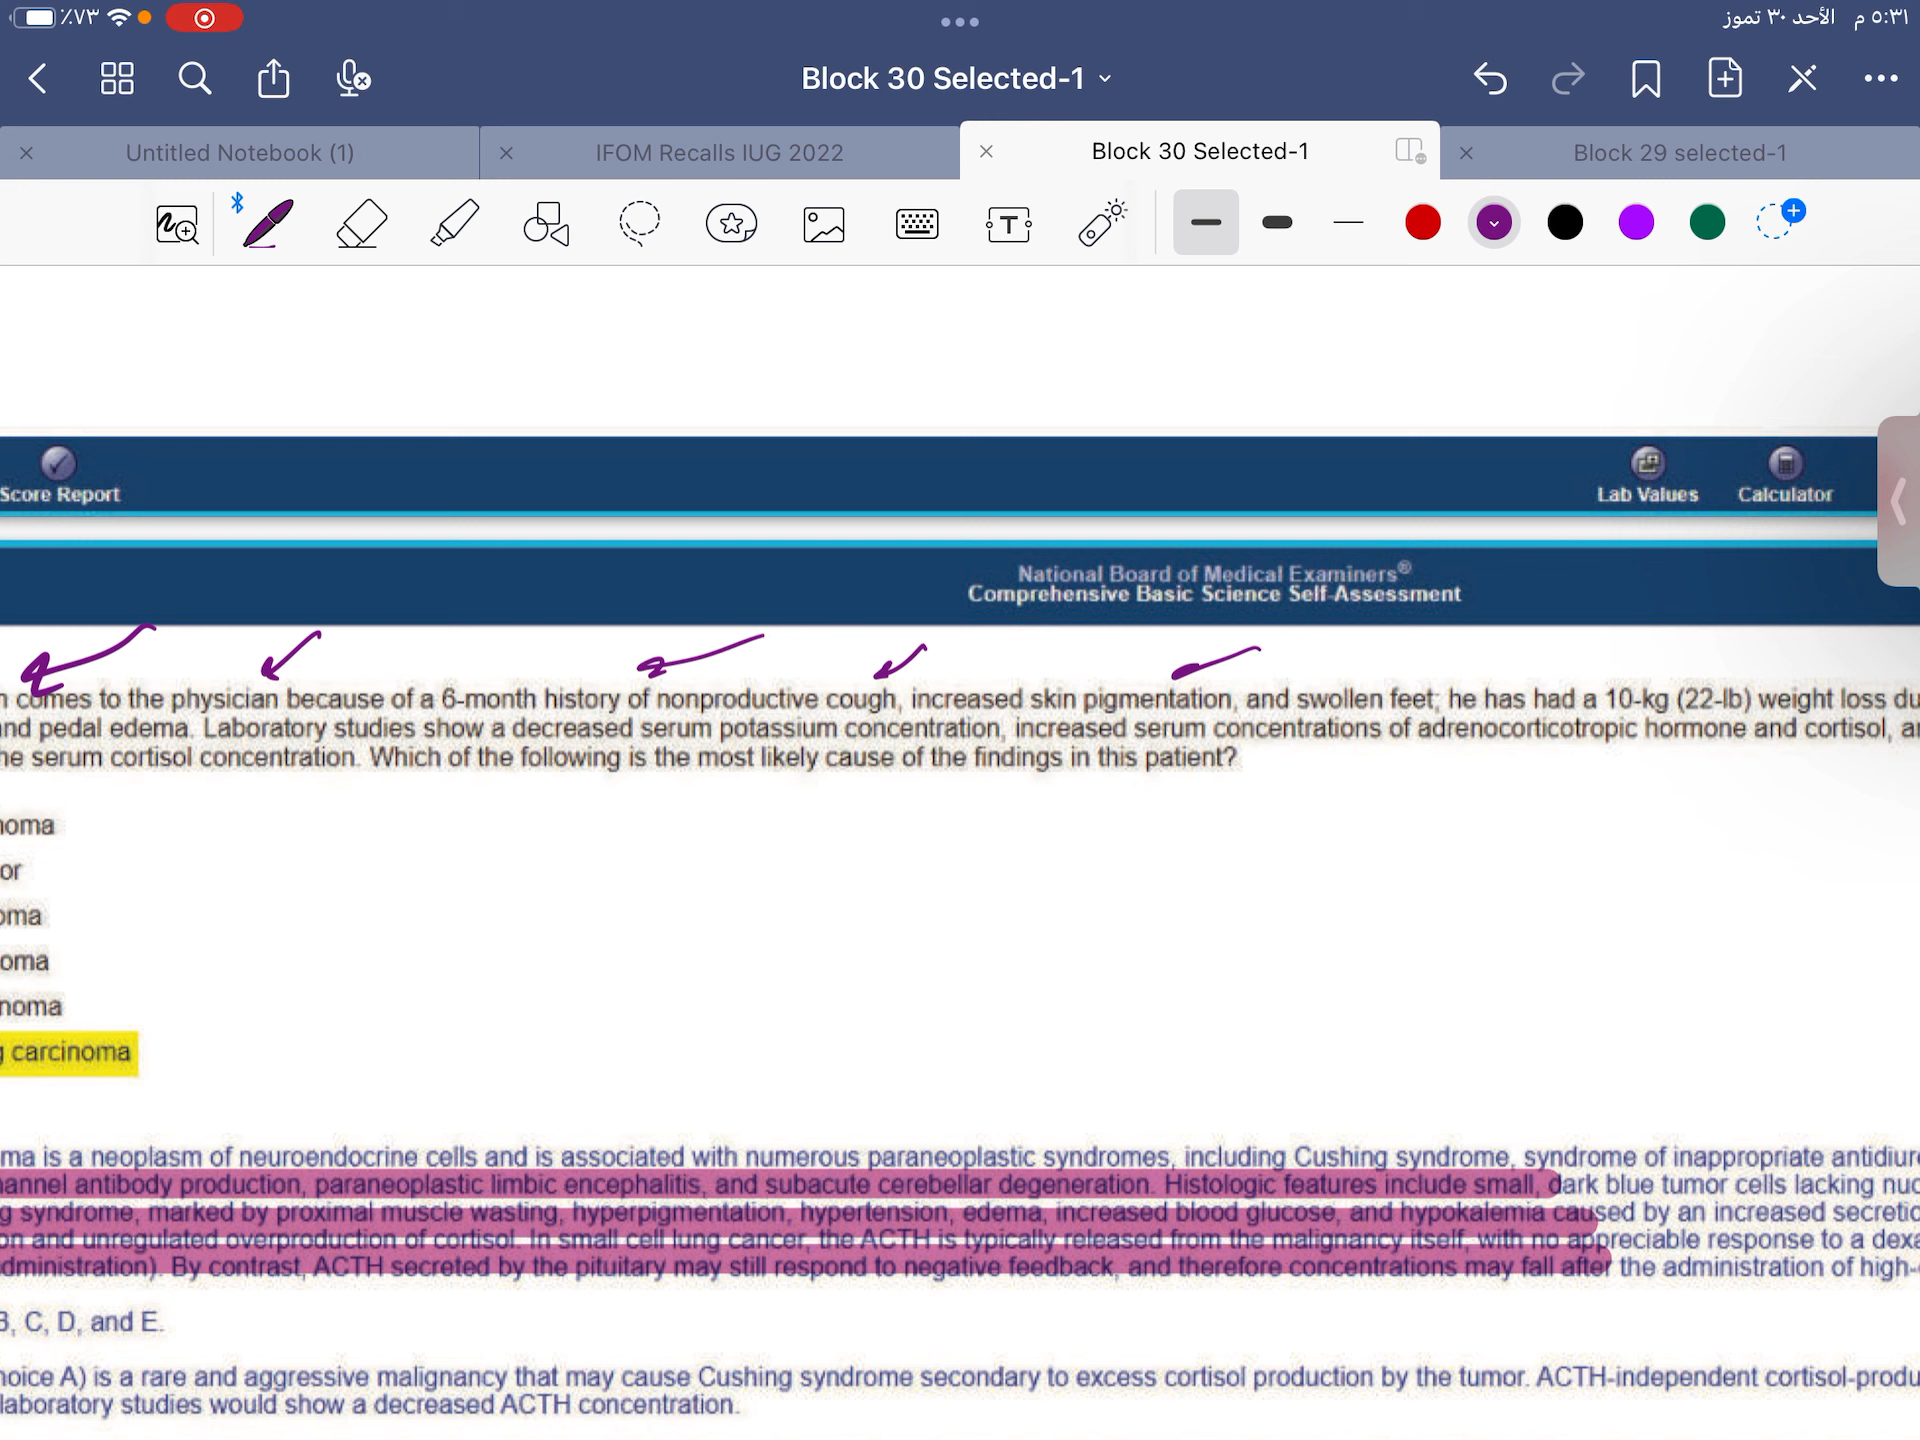 ٪٧٣
٥:٣١ م الأحد ٣٠ تموز
Block 30 Selected-1
Untitled Notebook (1)
IFOM Recalls IUG 2022
Block 30 Selected-1
Block 29 selected-1
T
Score Report
Lab Values
Calculator
National Board of Medical Examiners®
Comprehensive Basic Science Self-Assessment
comes to the physician because of a 6-month history of nonproductive cough, increased skin pigmentation, and swollen feet; he has had a 10-kg (22-lb) weight loss du
nd pedal edema. Laboratory studies show a decreased serum potassium concentration, increased serum concentrations of adrenocorticotropic hormone and cortisol, a
he serum cortisol concentration. Which of the following is the most likely cause of the findings in this patient?
noma
or
oma
oma
noma
g carcinoma
ma is a neoplasm of neuroendocrine cells and is associated with numerous paraneoplastic syndromes, including Cushing syndrome, syndrome of inappropriate antidiur
annel antibody production, paraneoplastic limbic encephalitis, and subacute cerebellar degeneration. Histologic features include small, dark blue tumor cells lacking nuc
g syndrome, marked by proximal muscle wasting, hyperpigmentation, hypertension, edema, increased blood glucose, and hypokalemia caused by an increased secretio
on and unregulated overproduction of cortisol. In small cell lung cancer, the ACTH is typically released from the malignancy itself, with no appreciable response to a dexa
dministration). By contrast, ACTH secreted by the pituitary may still respond to negative feedback, and therefore concentrations may fall after the administration of high-
B, C, D, and E.
hoice A) is a rare and aggressive malignancy that may cause Cushing syndrome secondary to excess cortisol production by the tumor. ACTH-independent cortisol-produ
laboratory studies would show a decreased ACTH concentration.